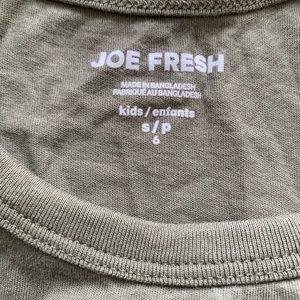 JOE FRESH
MADE IN BANGLADESH
FABRIQUÉ AU BANGLADESH
kids/enfants
s/p
6